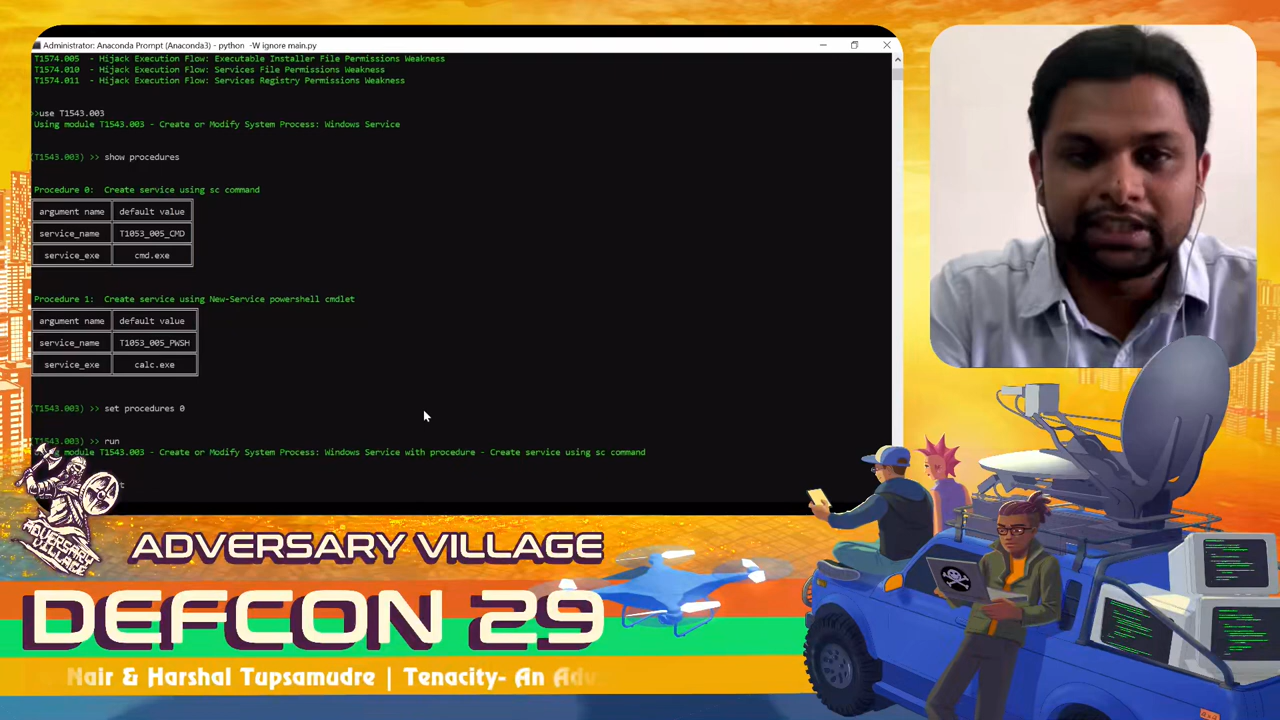 Administrator: Anaconda Prompt (Anaconda3) - python -W ignore main.py
T1574.005 - Hijack Execution Flow: Executable Installer File Permissions Weakness
T1574.010 - Hijack Execution Flow: Services File Permissions Weakness
T1574.011 - Hijack Execution Flow: Services Registry Permissions Weakness
>>use T1543.003
Using module T1543.003 - Create or Modify System Process: Windows Service
(T1543.003) >> show procedures
Procedure 0: Create service using sc command
argument name default value
service_name T1053_005_CMD
service_exe cmd.exe
Procedure 1: Create service using New-Service powershell cmdlet
argument name default value
service_name T1053_005_PWSH
service_exe calc.exe
(T1543.003) >> set procedures 0
(T1543.003) >> run
module T1543.003 - Create or Modify System Process: Windows Service with procedure - Create service using sc command
ADVERSARY VILLAGE
ADVERSARY VILLAGE
DEFCON 29
Nair & Harshal Tupsamudre | Tenacity- An Adv